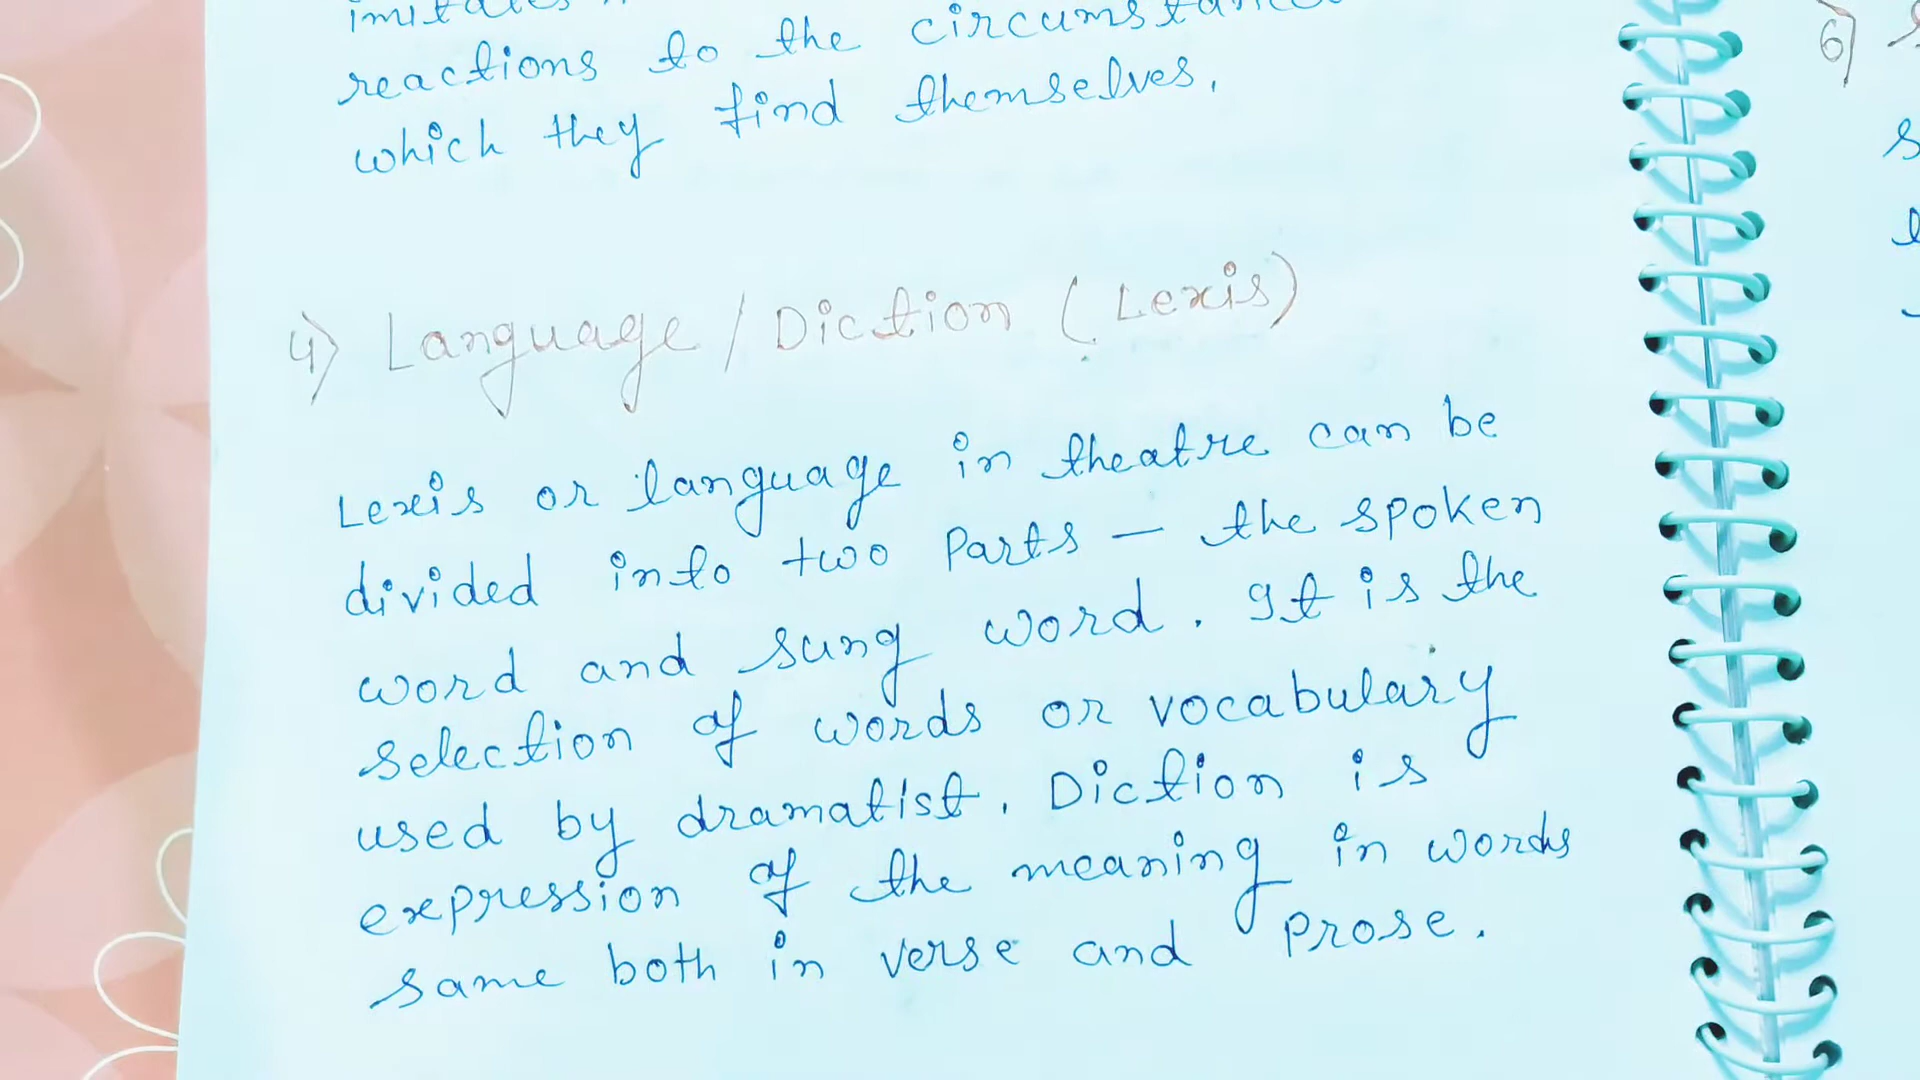 reactions to the
which they find themselves.
4) Language / Diction (Lexis)
Lexis or language in theatre can be
divided into two parts — the spoken
word and sung word. It is the
selection of words or vocabulary
used by dramatist. Diction is
expression of the meaning in words
same both in verse and prose.
6)